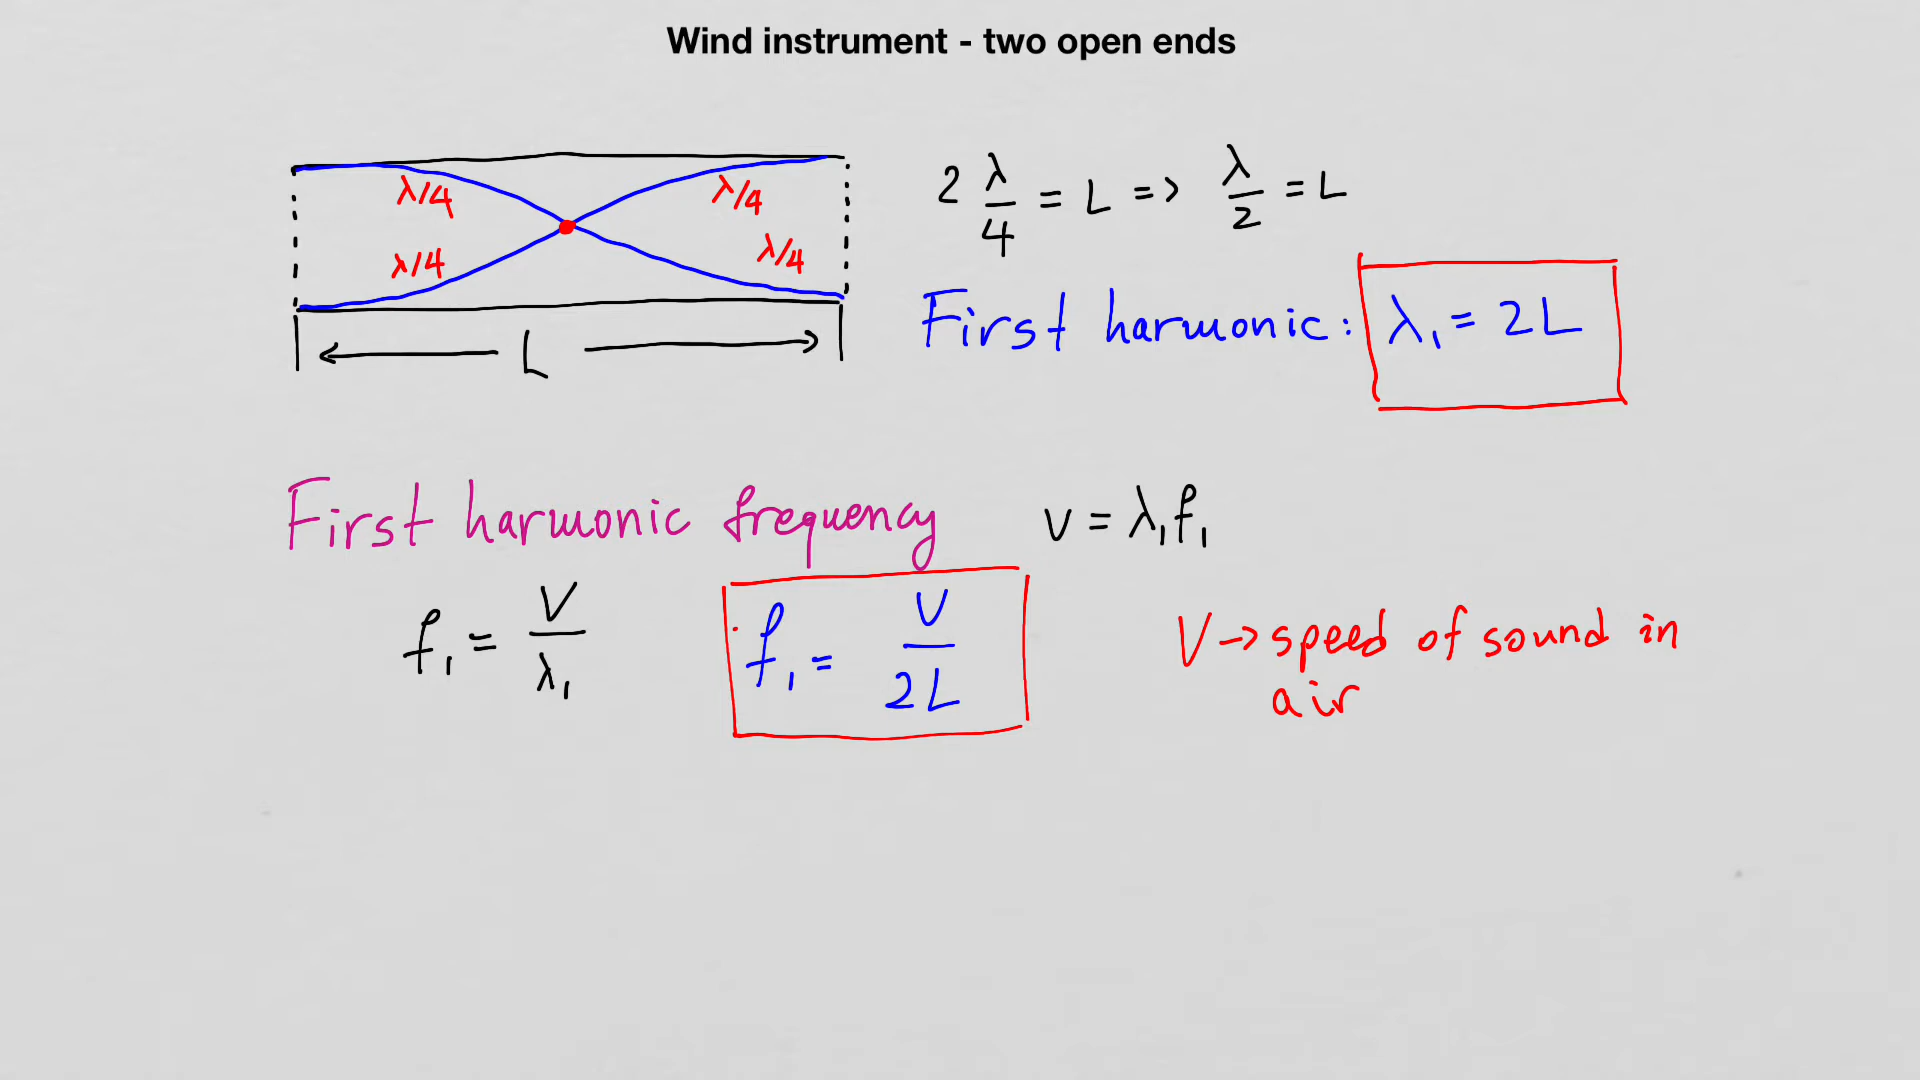 Wind instrument - two open ends
λ/4 λ/4
λ/4 λ/4
L
2 λ/4 = L => λ/2 = L
First harmonic: λ₁ = 2L
First harmonic frequency v = λ₁f₁
f₁ = V/λ₁
f₁ = V/2L
V → speed of sound in
air